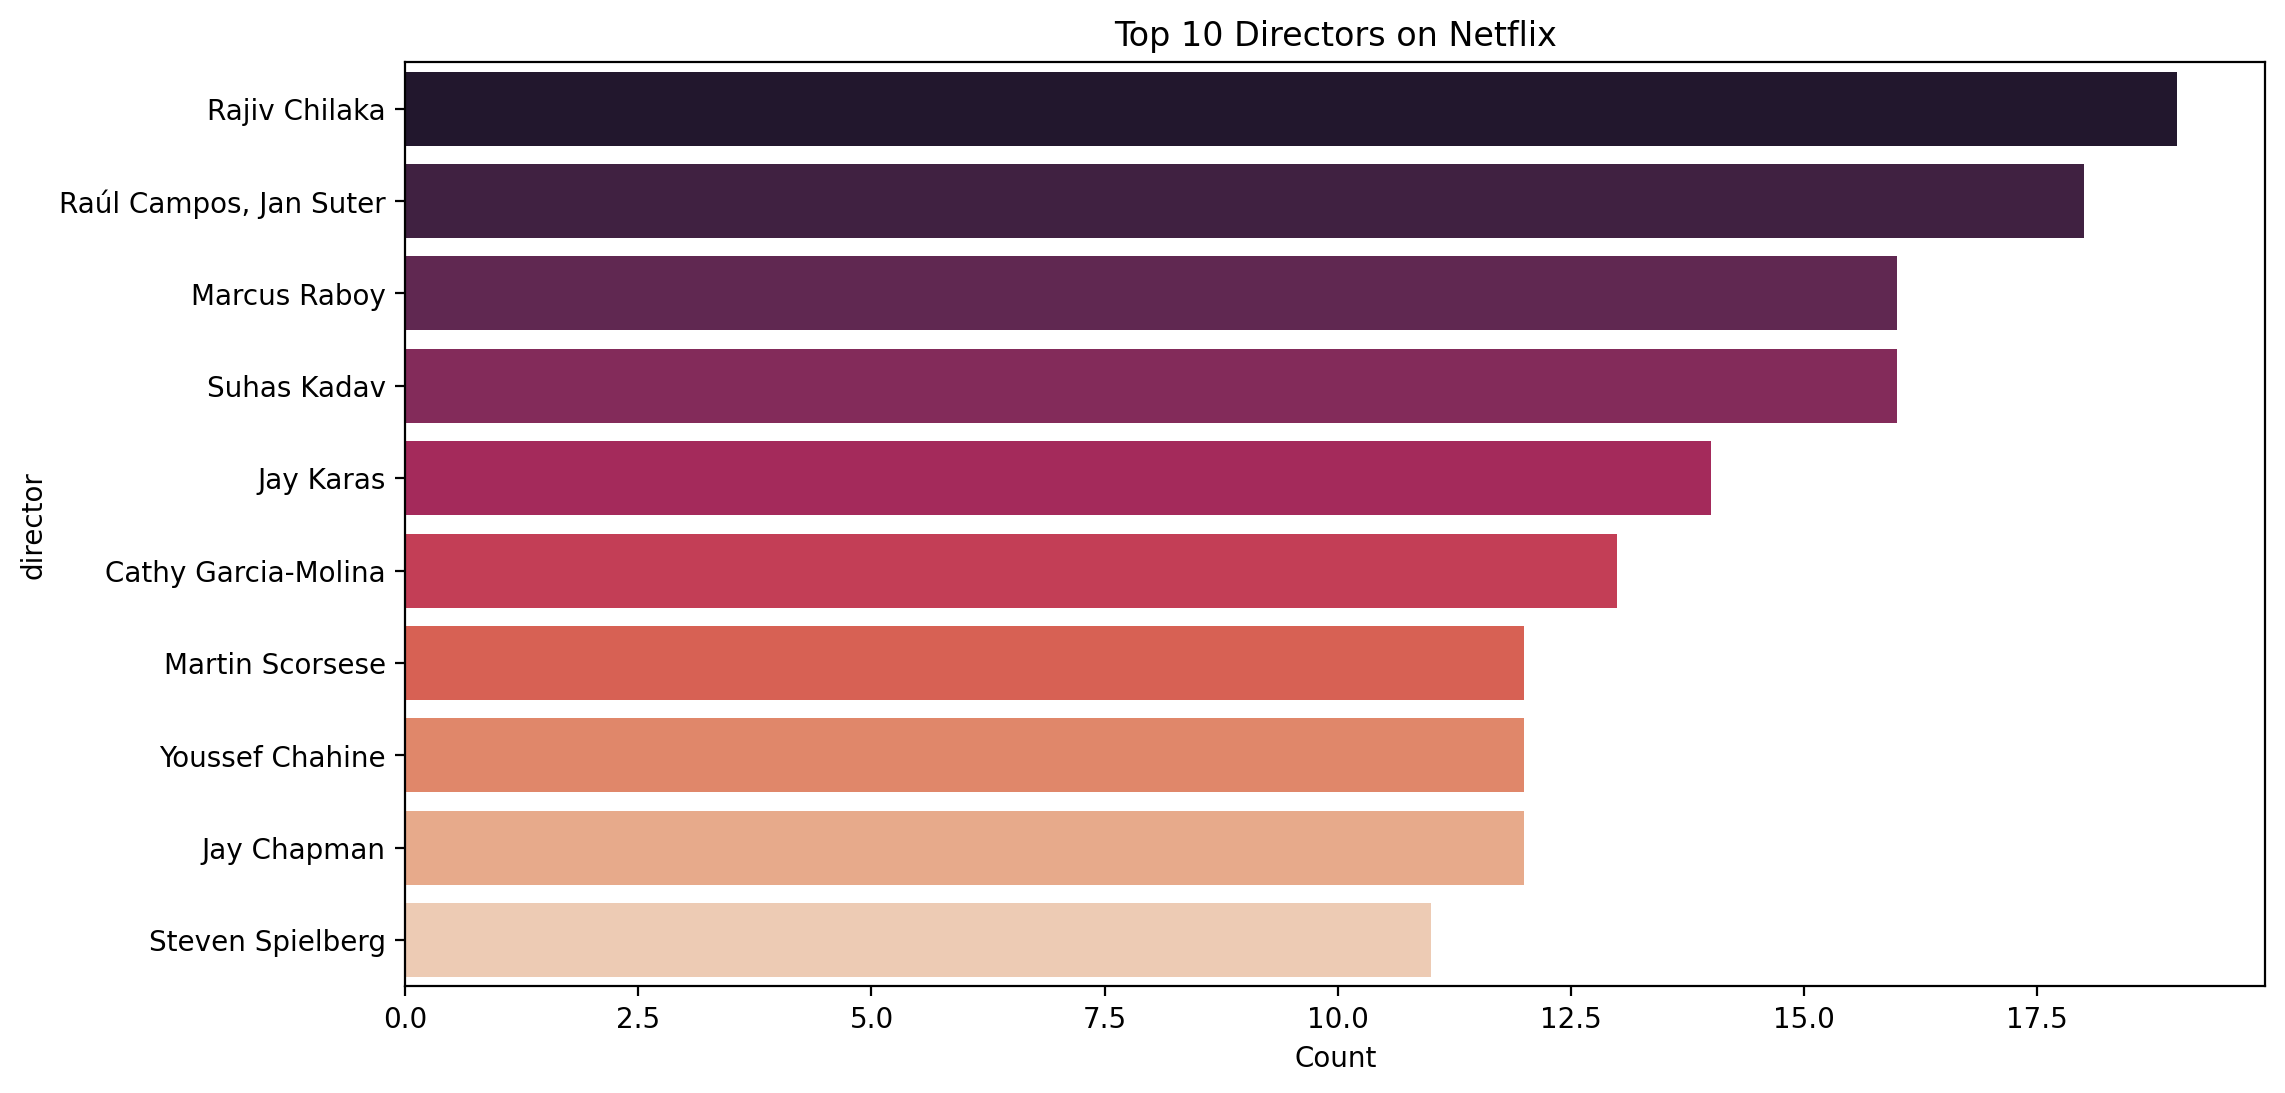 Top 10 Directors on Netflix
director
Rajiv Chilaka
Raúl Campos, Jan Suter
Marcus Raboy
Suhas Kadav
Jay Karas
Cathy Garcia-Molina
Martin Scorsese
Youssef Chahine
Jay Chapman
Steven Spielberg
0.0 2.5 5.0 7.5 10.0 12.5 15.0 17.5
Count